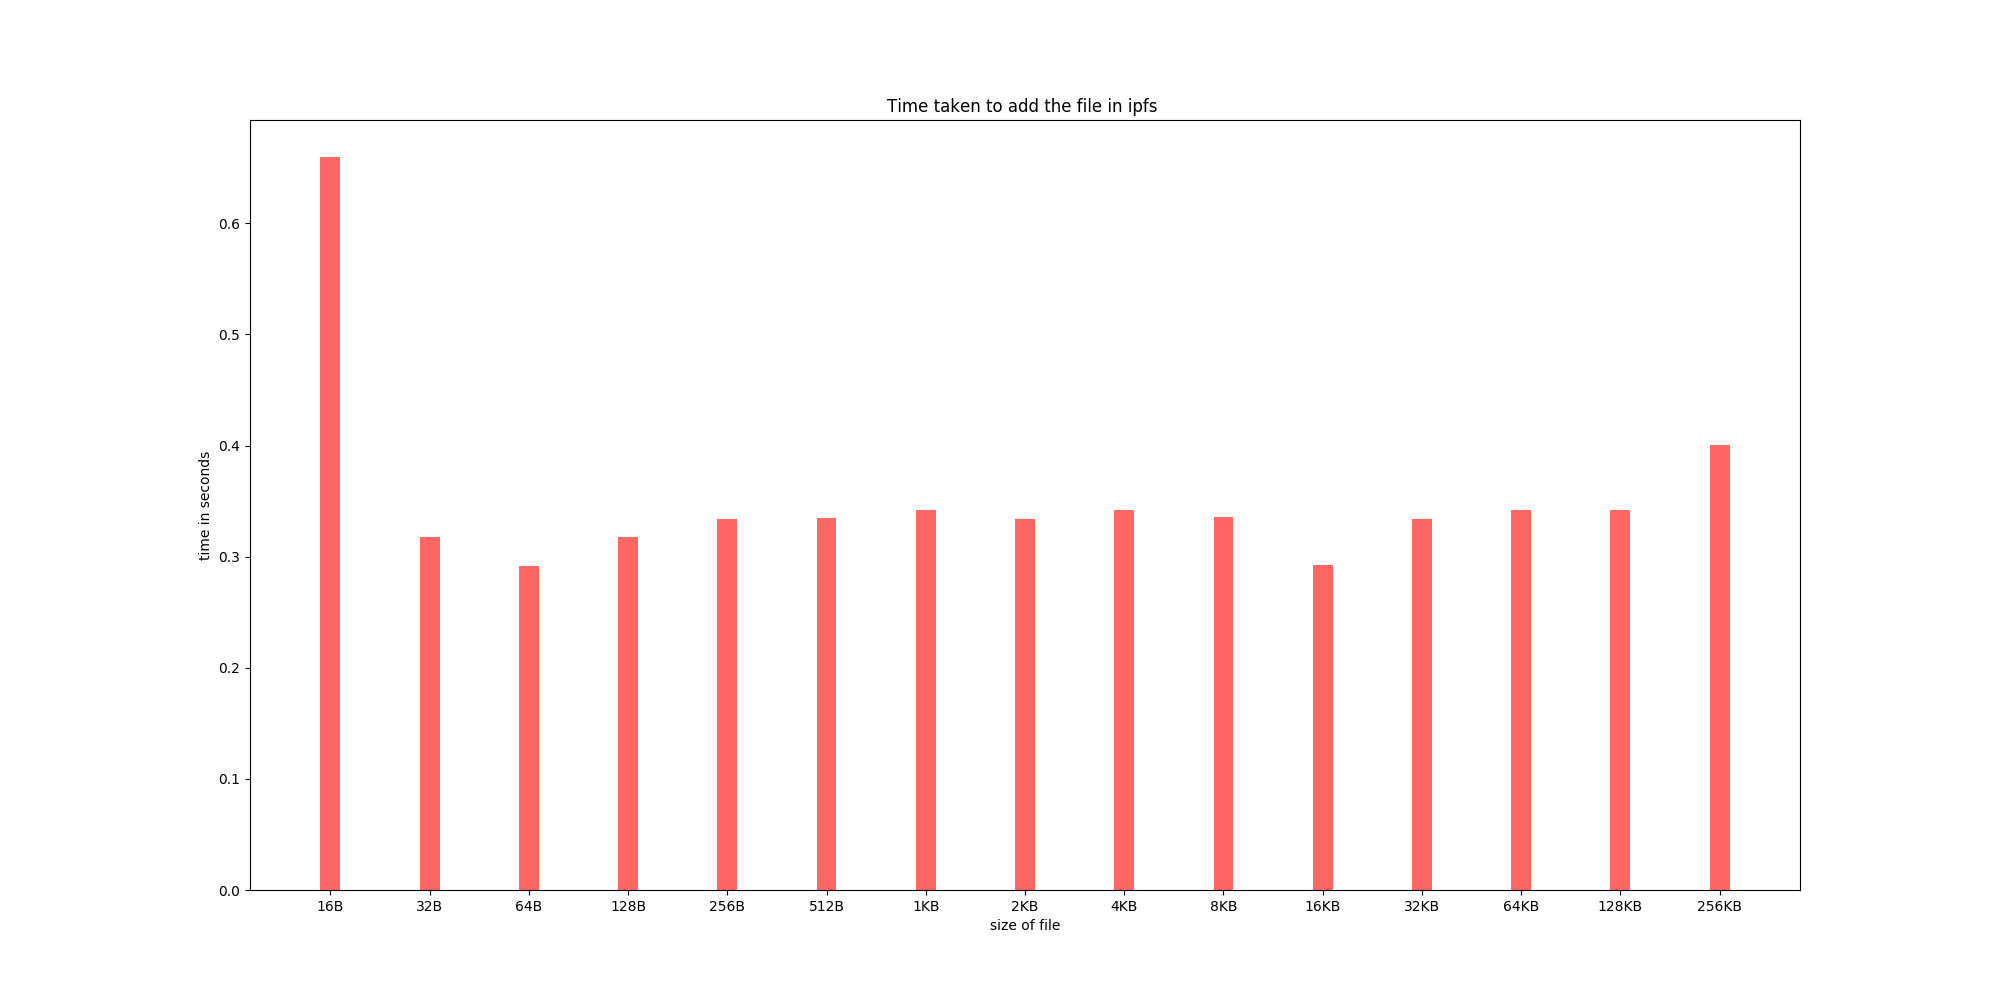 Time taken to add the file in ipfs
time in seconds
0.6
0.5
0.4
0.3
0.2
0.1
0.0
16B 32B 64B 128B 256B 512B 1KB 2KB 4KB 8KB 16KB 32KB 64KB 128KB 256KB
size of file